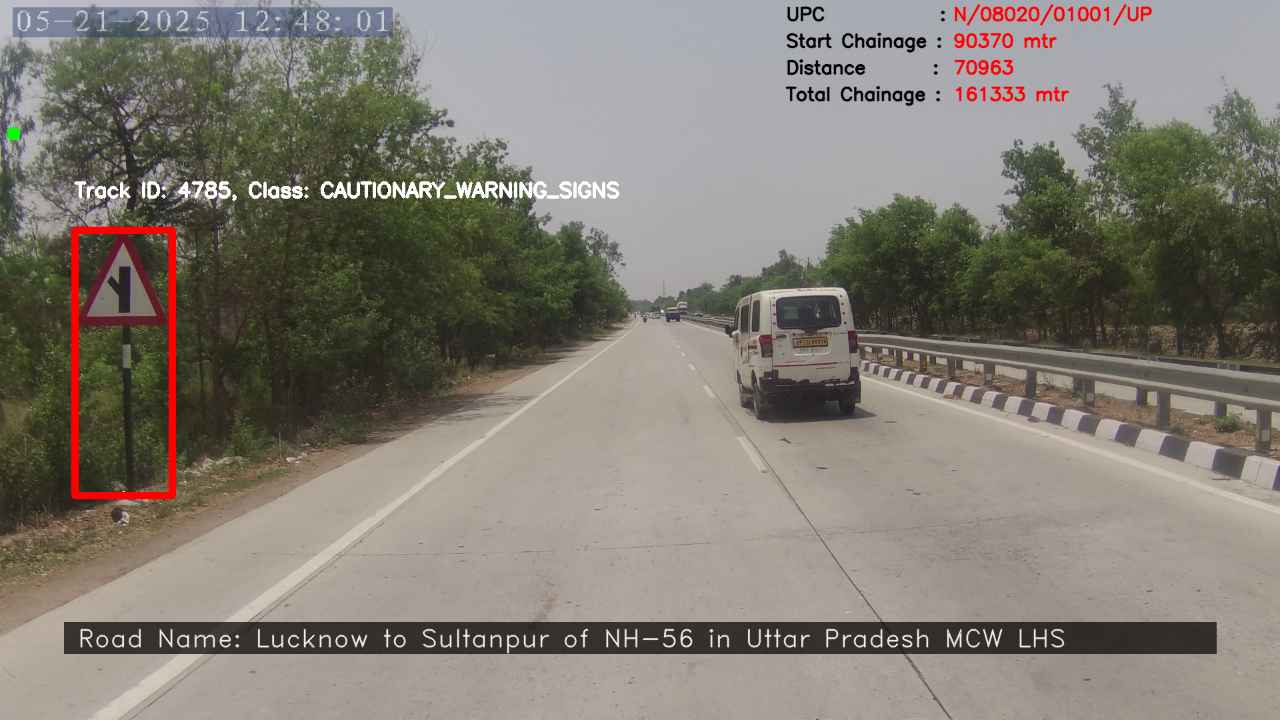 05-21-2025 12:48:01
UPC : N/08020/01001/UP
Start Chainage : 90370 mtr
Distance : 70963
Total Chainage : 161333 mtr
Track ID: 4785, Class: CAUTIONARY_WARNING_SIGNS
Road Name: Lucknow to Sultanpur of NH-56 in Uttar Pradesh MCW LHS